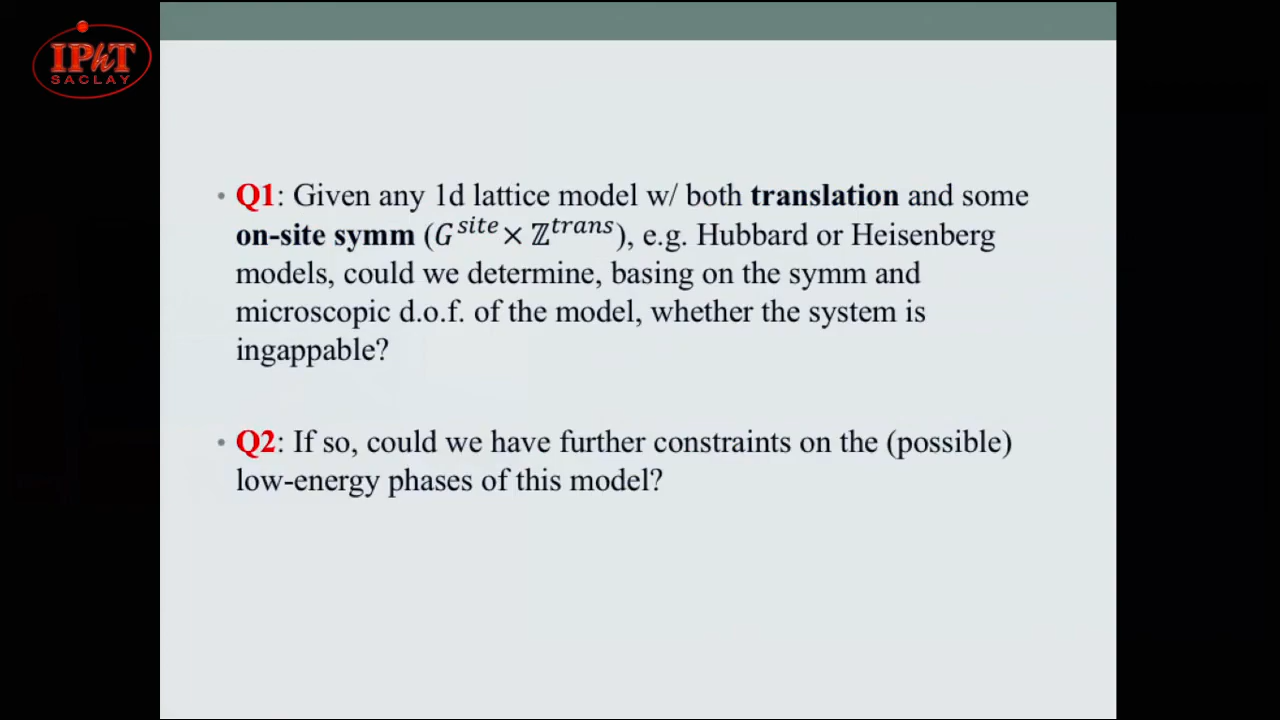 IPhT
SACLAY
• Q1: Given any 1d lattice model w/ both translation and some
on-site symm (G^site × ℤ^trans), e.g. Hubbard or Heisenberg
models, could we determine, basing on the symm and
microscopic d.o.f. of the model, whether the system is
ingappable?
• Q2: If so, could we have further constraints on the (possible)
low-energy phases of this model?